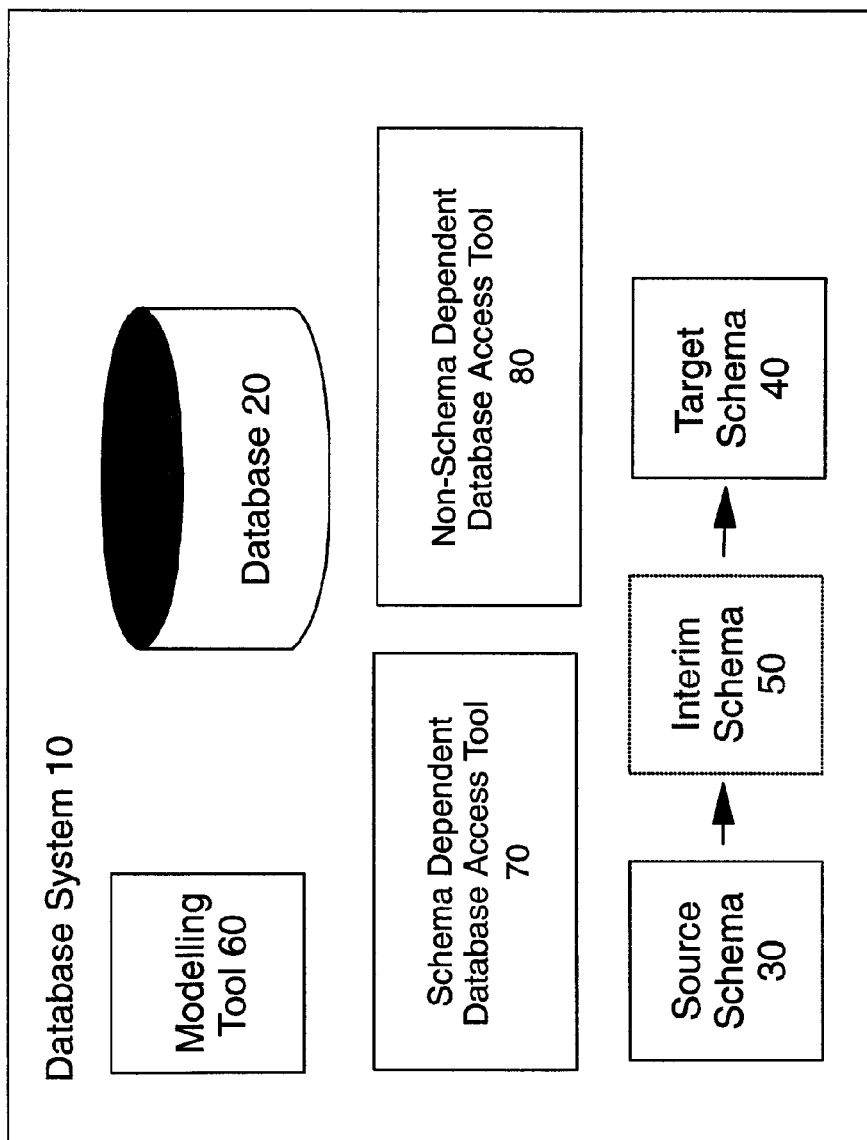 Database System 10
Modelling
Tool 60
Database 20
Schema Dependent
Database Access Tool
70
Non-Schema Dependent
Database Access Tool
80
Source
Schema
30
Interim
Schema
50
Target
Schema
40